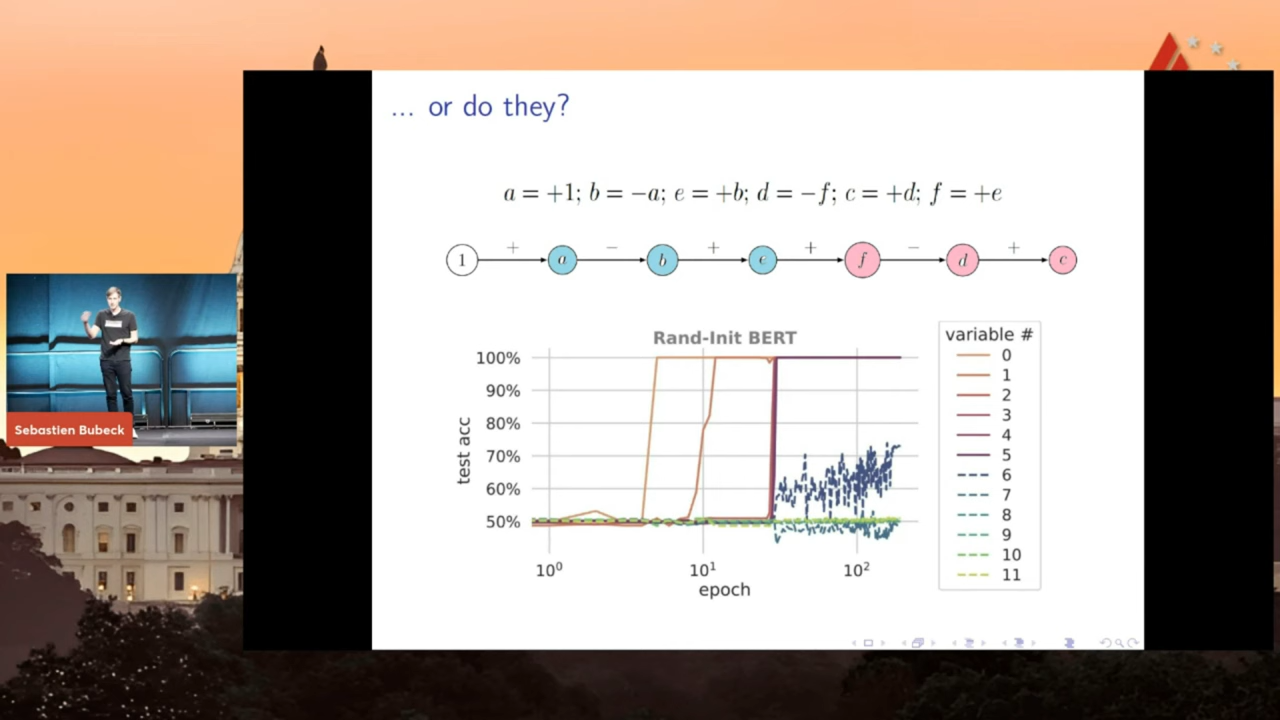 ... or do they?
a = +1; b = −a; e = +b; d = −f; c = +d; f = +e
1 + a − b + e + f − d + c
Rand-Init BERT
100%
90%
80%
70%
60%
50%
test acc
10⁰ 10¹ 10²
epoch
variable #
0
1
2
3
4
5
6
7
8
9
10
11
Sebastien Bubeck